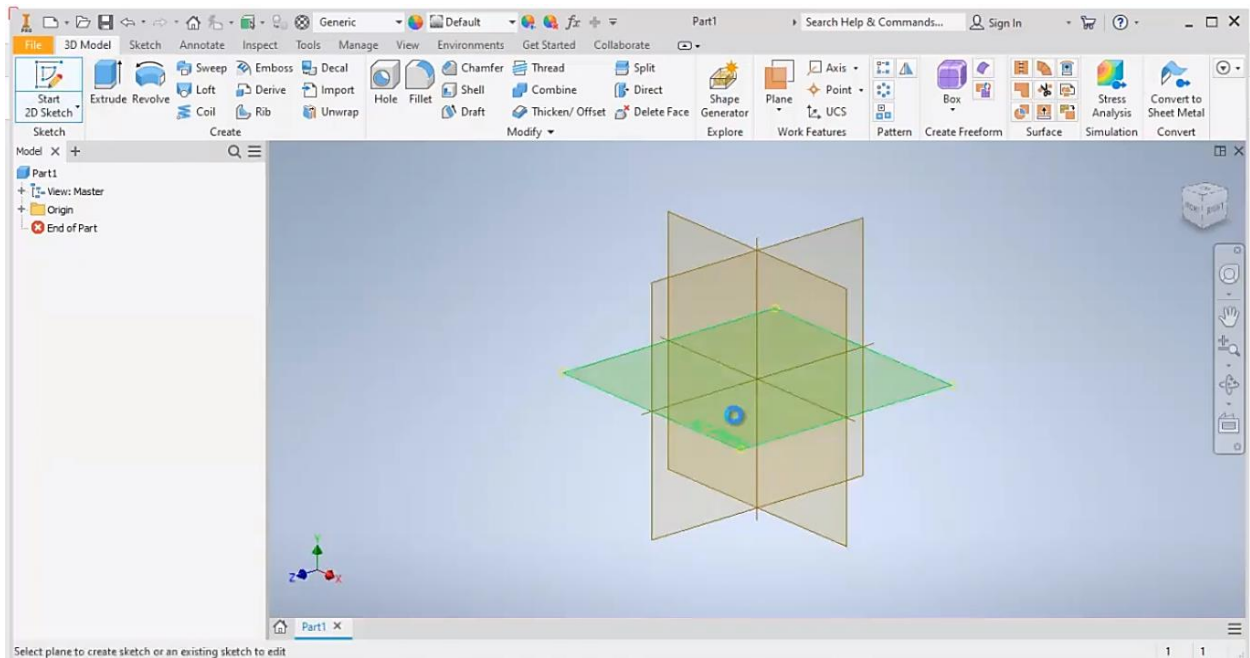 PRO
Generic
Default
fx
Part1
Search Help & Commands...
Sign In
File 3D Model Sketch Annotate Inspect Tools Manage View Environments Get Started Collaborate
Start
2D Sketch
Extrude Revolve
Sweep Emboss Decal
Loft Derive Import
Coil Rib Unwrap
Hole Fillet
Chamfer Thread Split
Shell Combine Direct
Draft Thicken/ Offset Delete Face
Shape
Generator
Plane
Axis
Point
UCS
Box
Stress
Analysis
Convert to
Sheet Metal
Sketch Create Modify Explore Work Features Pattern Create Freeform Surface Simulation Convert
Model X +
Part1
View: Master
Origin
End of Part
RIGHT
Y
Z X
Part1 X
Select plane to create sketch or an existing sketch to edit
1 1